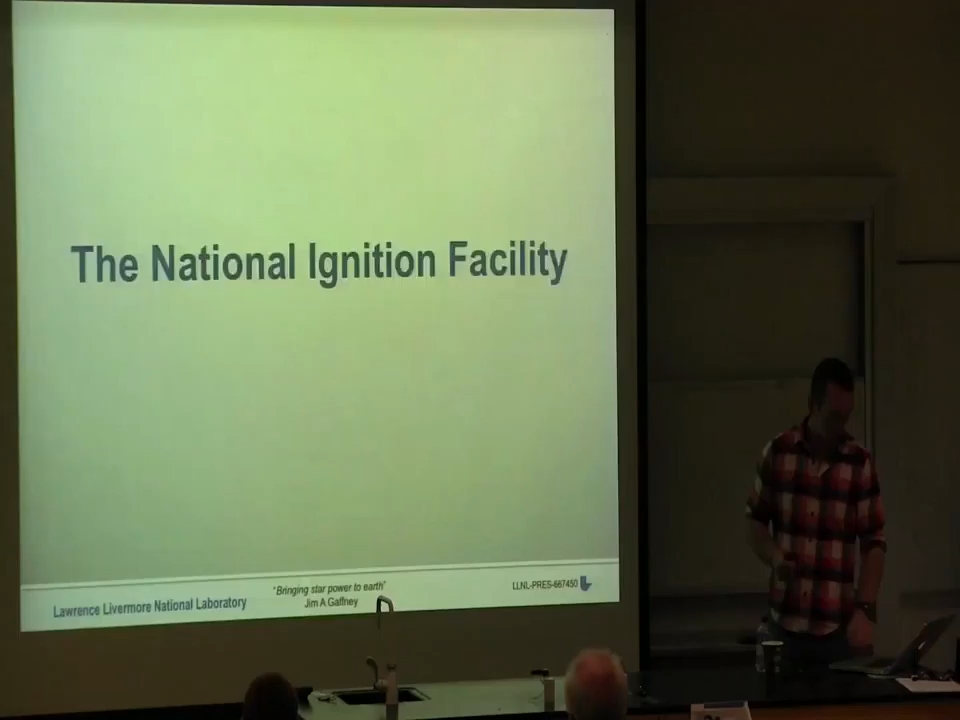 The National Ignition Facility
"Bringing star power to earth"
Jim A Gaffney
Lawrence Livermore National Laboratory
LLNL-PRES-667450